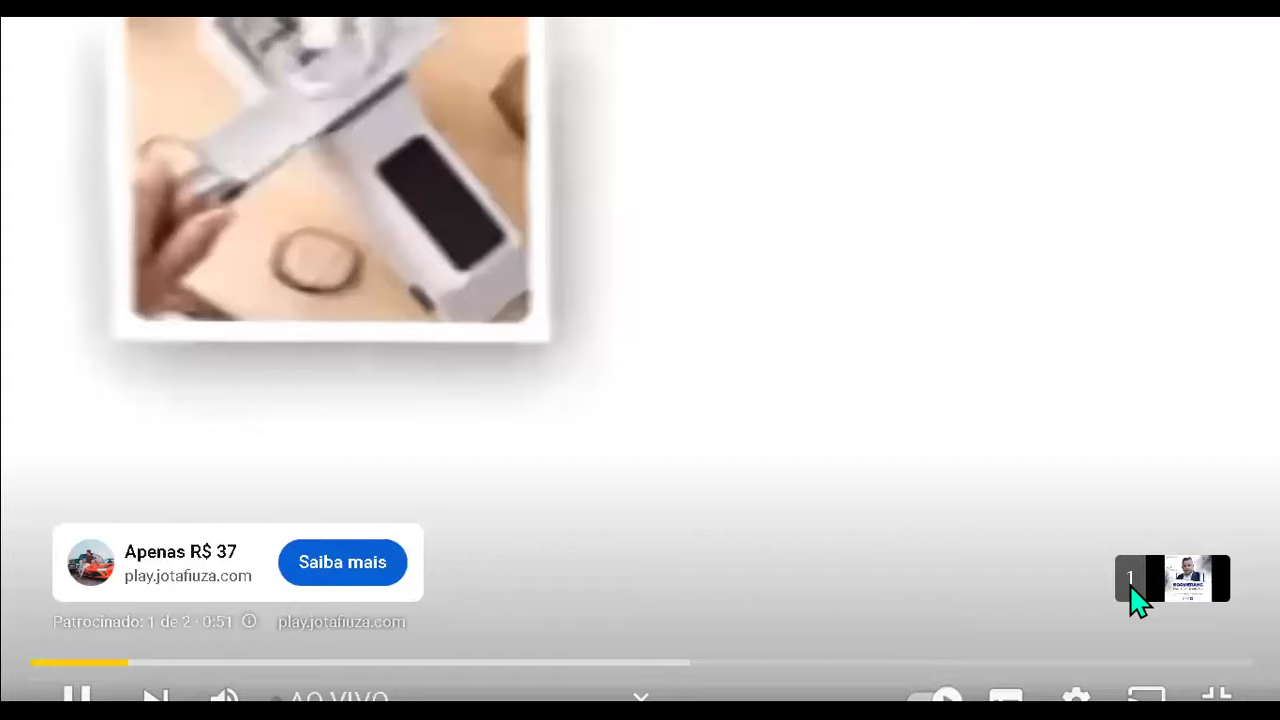 Apenas R$ 37
play.jotafiuza.com
Saiba mais
1
BOOMERANG
Patrocinado: 1 de 2 · 0:51
play.jotafiuza.com
AO VIVO